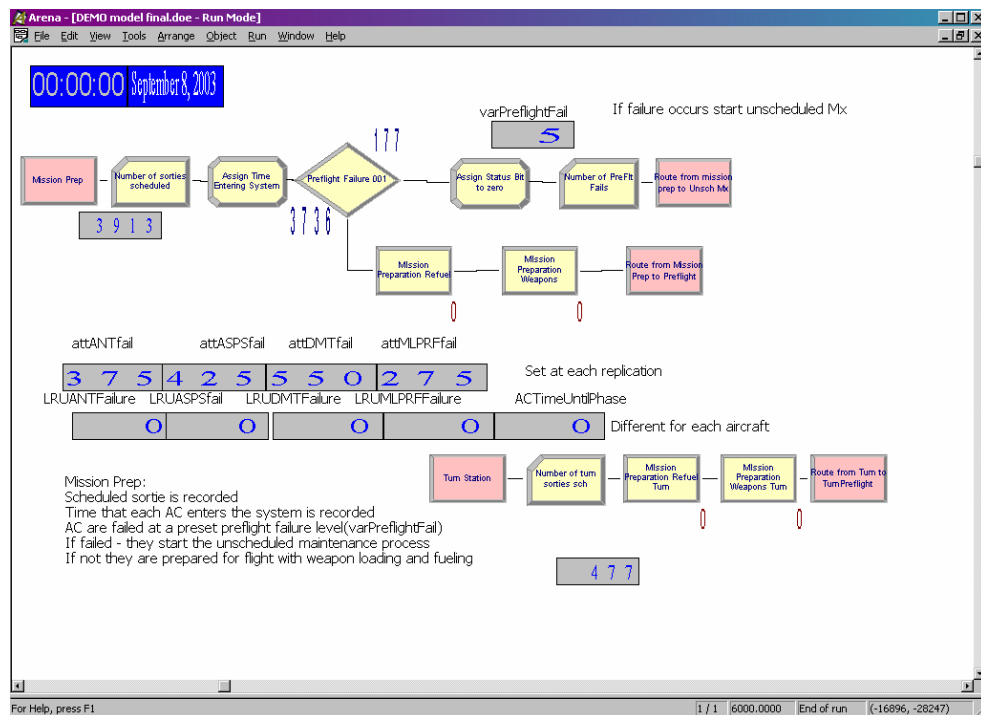 Arena - [DEMO model final.doe - Run Mode]
File Edit View Tools Arrange Object Run Window Help
00:00:00 September 8, 2003
varPreflightFail
If failure occurs start unscheduled Mx
5
177
Mission Prep
Number of sorties
scheduled
Assign Time
Entering System
Preflight Failure 001
Assign Status Bit
to zero
Number of PreFlt
Fails
Route from mission
prep to Unsch Mx
3913
3736
MIssion
Preparation Refuel
MIssion
Preparation
Weapons
Route from Mission
Prep to Preflight
0
0
attANTfail attASPSfail attDMTfail attMLPRFfail
375 425 550 275
Set at each replication
LRUANTFailure LRUASPSfail LRUDMTFailure LRUMLPRFFailure ACTimeUntilPhase
0 0 0 0 0
Different for each aircraft
Turn Station
Number of turn
sorties sch
MIssion
Preparation Refuel
Turn
MIssion
Preparation
Weapons Turn
Route from Turn to
TurnPreflight
0
0
Mission Prep:
Scheduled sortie is recorded
Time that each AC enters the system is recorded
AC are failed at a preset preflight failure level(varPreflightFail)
If failed - they start the unscheduled maintenance process
If not they are prepared for flight with weapon loading and fueling
477
For Help, press F1
1 / 1 6000.0000 End of run (-16896, -28247)